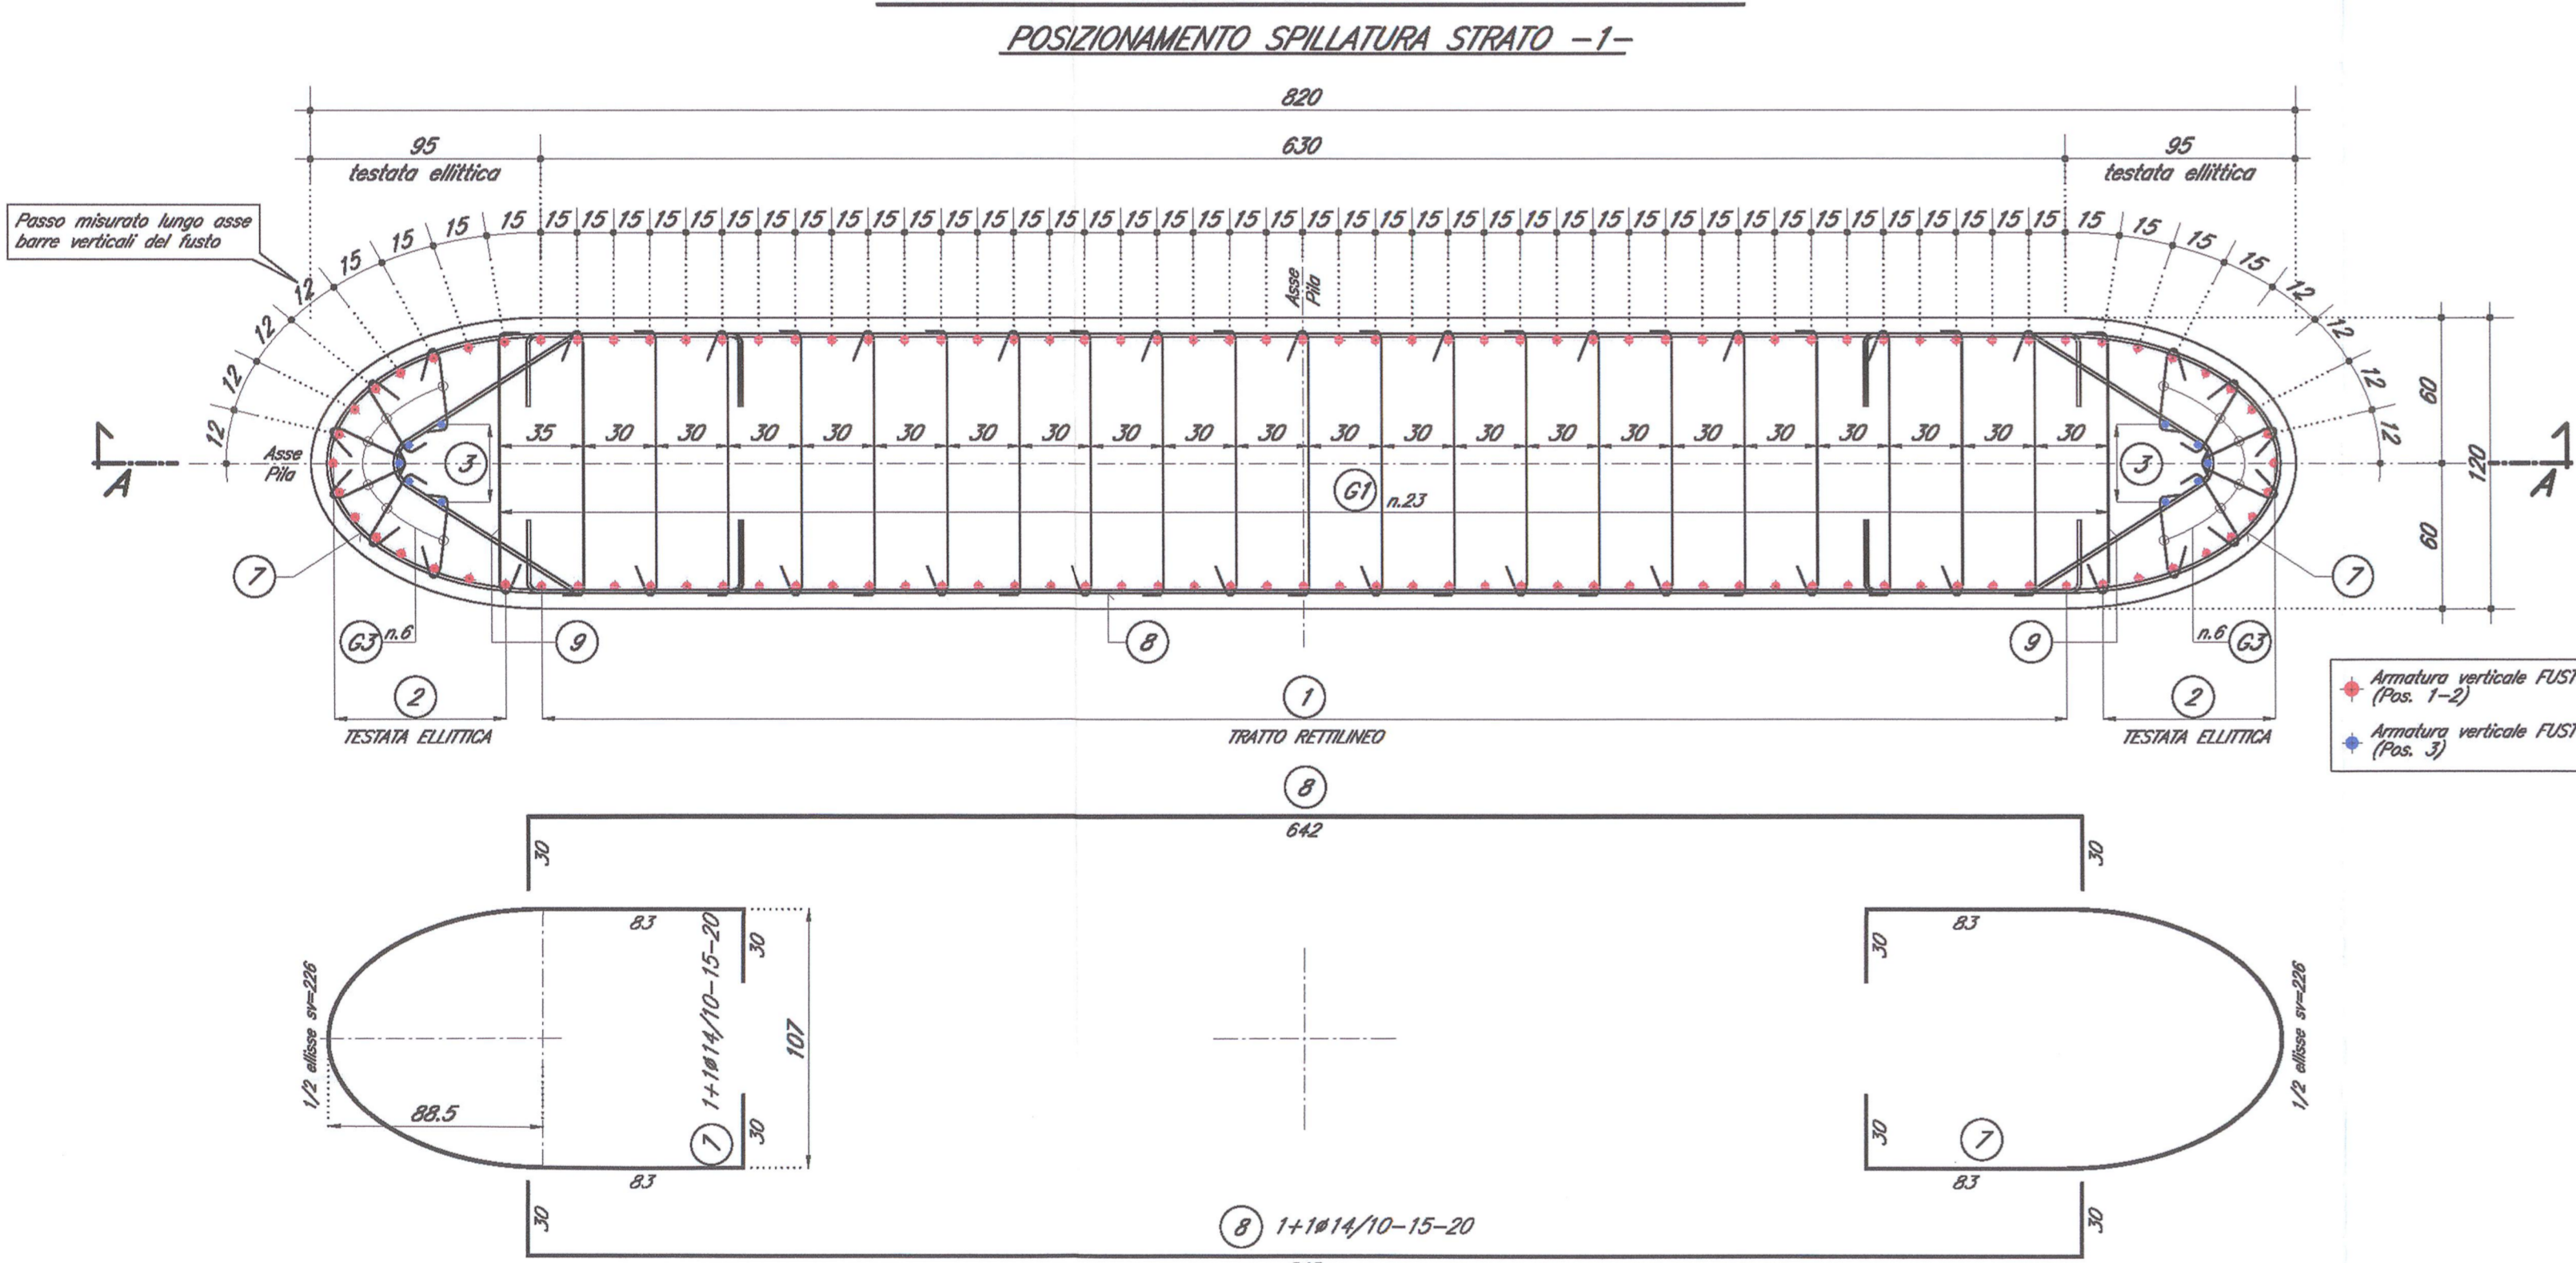 POSIZIONAMENTO SPILLATURA STRATO -1-
820
95
630
95
testata ellittica
testata ellittica
Passo misurato lungo asse
barre verticali del fusto
12 12 12 12 15 15 15 15
15 15 15 15 15 15 15 15 15 15 15 15 15 15 15 15 15 15 15 15 15 15 15 15 15 15 15 15 15 15 15 15 15 15 15 15 15 15 15 15 15 15
15 15 15 15 12 12 12 12
Asse
Pila
60
120
60
35 30 30 30 30 30 30 30 30 30 30 30 30 30 30 30 30 30 30 30 30 30
Asse
Pila
A
3
3
A
G1 n.23
7
7
G3 n.6
9
8
9
n.6 G3
2
1
2
TESTATA ELLITTICA
TRATTO RETTILINEO
TESTATA ELLITTICA
Armatura verticale FUST
(Pos. 1-2)
Armatura verticale FUST
(Pos. 3)
8
642
30
30
83
83
30
30
1/2 ellisse sv=226
7 1+1ø14/10-15-20
107
1/2 ellisse sv=226
88.5
30
30
7
83
83
30
8 1+1ø14/10-15-20
30